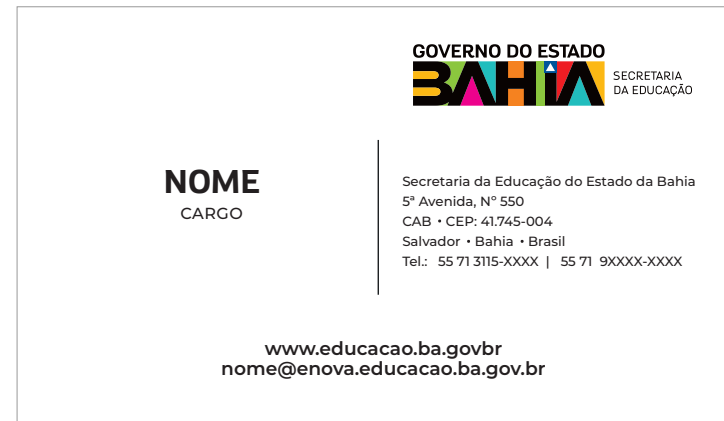 GOVERNO DO ESTADO
BAHIA
SECRETARIA
DA EDUCAÇÃO
NOME
CARGO
Secretaria da Educação do Estado da Bahia
5ª Avenida, Nº 550
CAB • CEP: 41.745-004
Salvador • Bahia • Brasil
Tel.: 55 71 3115-XXXX | 55 71 9XXXX-XXXX
www.educacao.ba.govbr
nome@enova.educacao.ba.gov.br